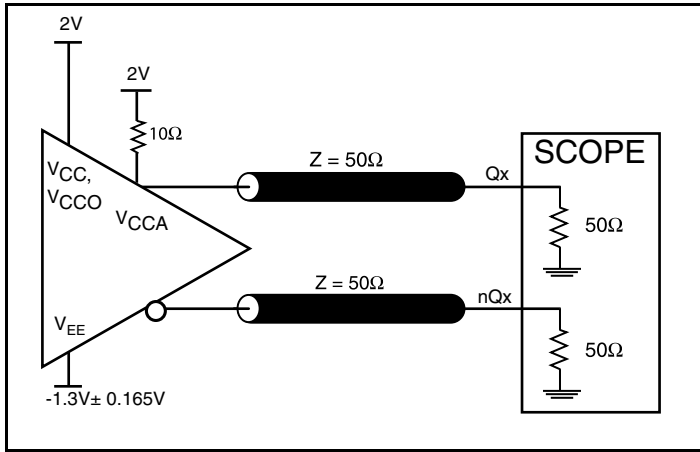 2V
2V
10Ω
Z = 50Ω
Qx
SCOPE
VCC,
VCCO
VCCA
50Ω
Z = 50Ω
nQx
VEE
50Ω
-1.3V± 0.165V